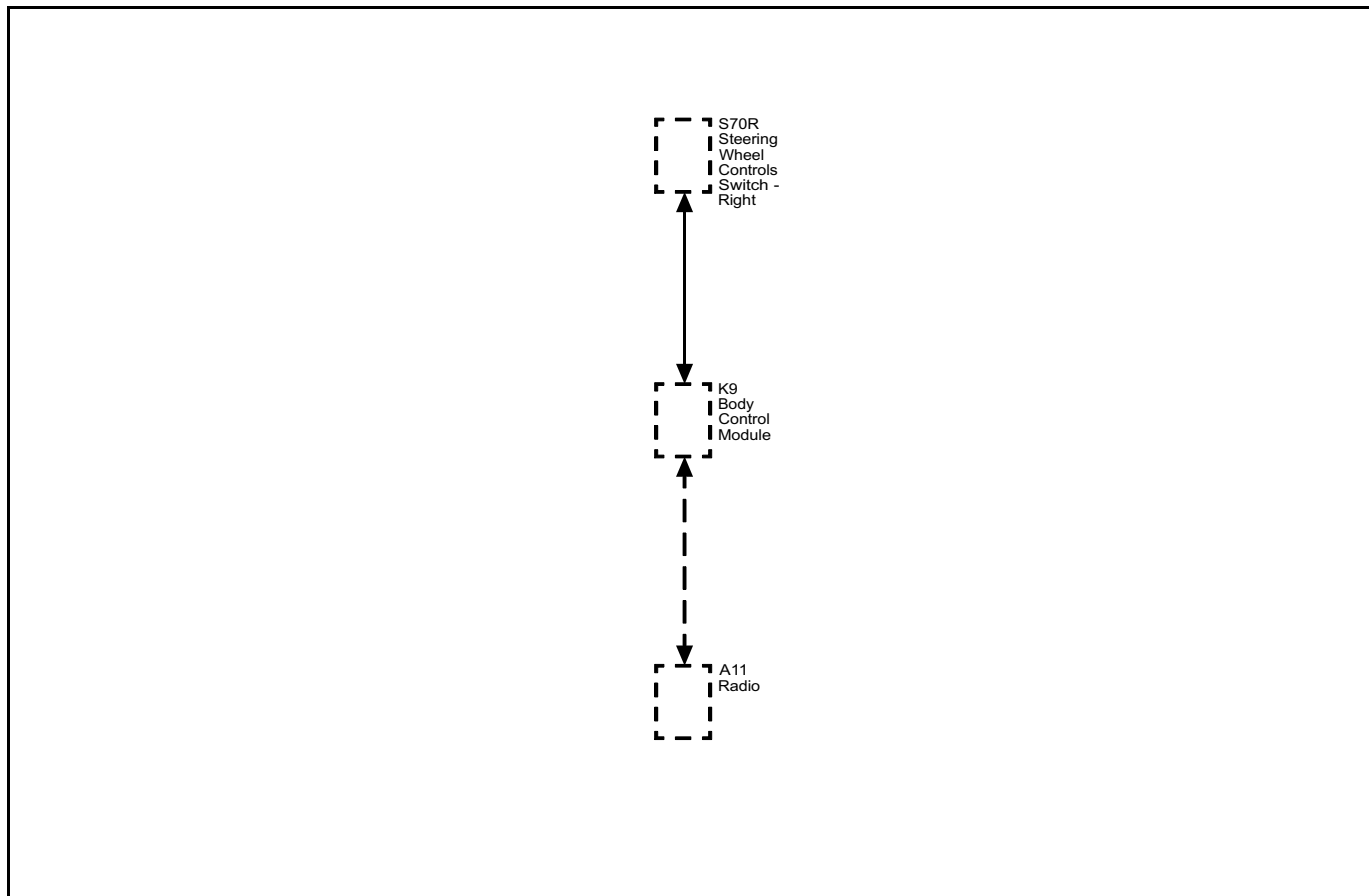 S70R
Steering
Wheel
Controls
Switch -
Right
K9
Body
Control
Module
A11
Radio